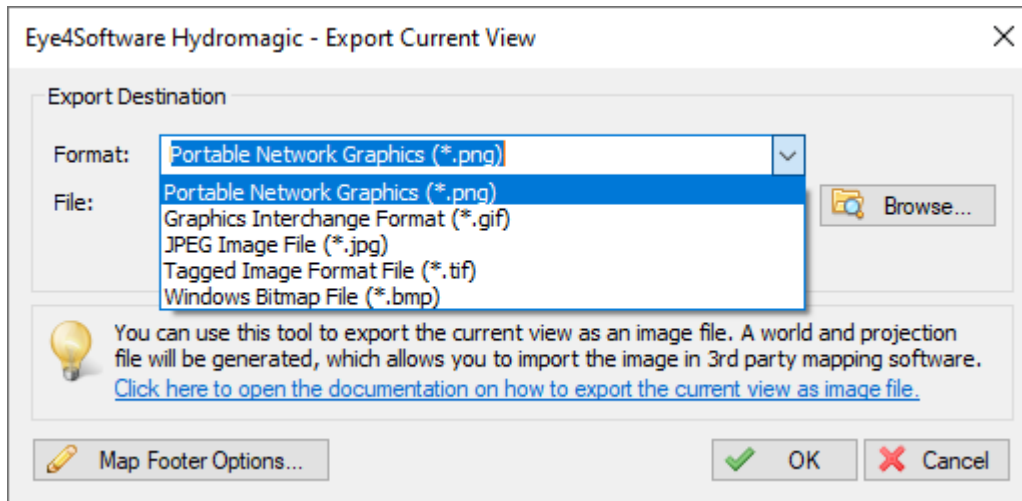 Eye4Software Hydromagic - Export Current View
Export Destination
Format:
Portable Network Graphics (*.png)
File:
Portable Network Graphics (*.png)
Graphics Interchange Format (*.gif)
JPEG Image File (*.jpg)
Tagged Image Format File (*.tif)
Windows Bitmap File (*.bmp)
Browse...
You can use this tool to export the current view as an image file. A world and projection
file will be generated, which allows you to import the image in 3rd party mapping software.
Click here to open the documentation on how to export the current view as image file.
Map Footer Options...
OK
Cancel